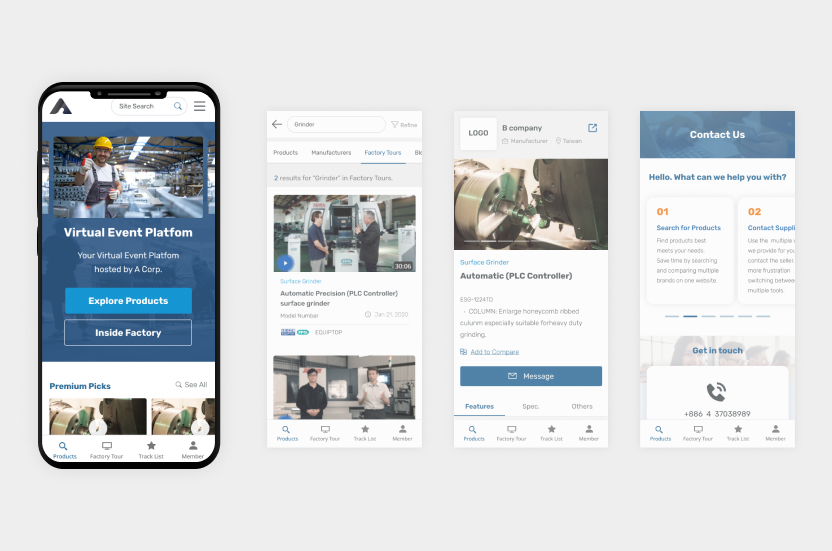 Site Search
Virtual Event Platfom
Your Virtual Event Platfom
hosted by A Corp.
Explore Products
Inside Factory
Premium Picks
See All
Products
Factory Tour
Track List
Member
Grinder
Refine
Products
Manufacturers
Factory Tours
Blo
2 results for "Grinder" in Factory Tours.
30:06
Surface Grinder
Automatic Precision (PLC Controller)
surface grinder
Model Number
Jan 21, 2020
EQUIPTOP
Products
Factory Tour
Track List
Member
LOGO
B company
Manufacturer
Taiwan
Surface Grinder
Automatic (PLC Controller)
ESG-1224TD
・COLUMN: Enlarge honeycomb ribbed
culumn especially suitable forheavy duty
grinding.
Add to Compare
Message
Features
Spec.
Others
Products
Factory Tour
Track List
Member
Contact Us
Hello. What can we help you with?
01
Search for Products
Find products best
meets your needs.
Save time by searching
and comparing multiple
brands on one website.
02
Contact Suppli
Use the multiple
we provide for you
contact the seller.
more frustration
switching between
multiple tools
Get in touch
+886 4 37038989
Products
Factory Tour
Track List
Member